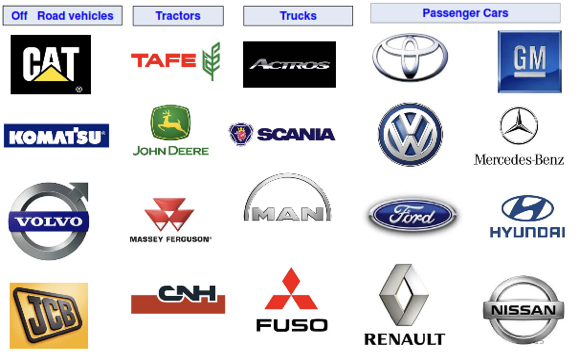 Off Road vehicles
Tractors
Trucks
Passenger Cars
CAT
®
TAFE
ACTROS
GM
KOMATSU®
JOHN DEERE
SCANIA
Mercedes-Benz
VOLVO
MASSEY FERGUSON®
MAN
Ford
HYUNDAI
JCB
CNH
FUSO
RENAULT
NISSAN